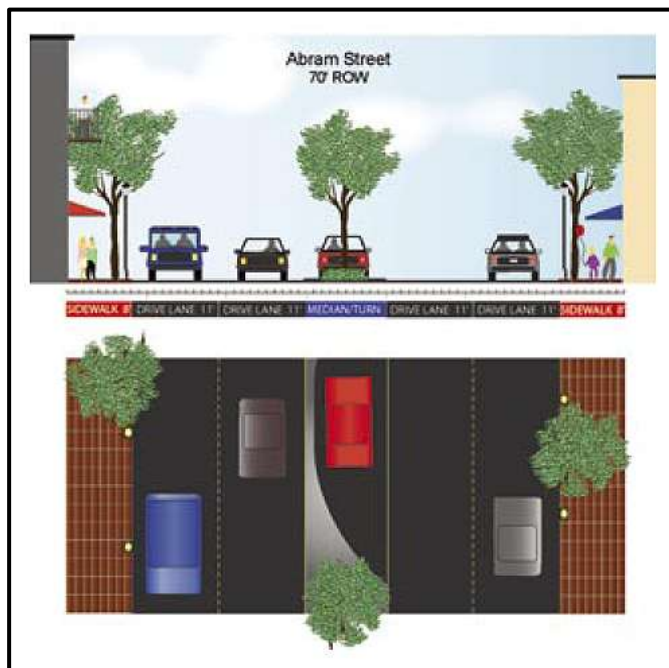 Abram Street
70' ROW
SIDEWALK 8' DRIVE LANE 11' DRIVE LANE 11' MEDIAN/TURN DRIVE LANE 11' DRIVE LANE 11' SIDEWALK 8'